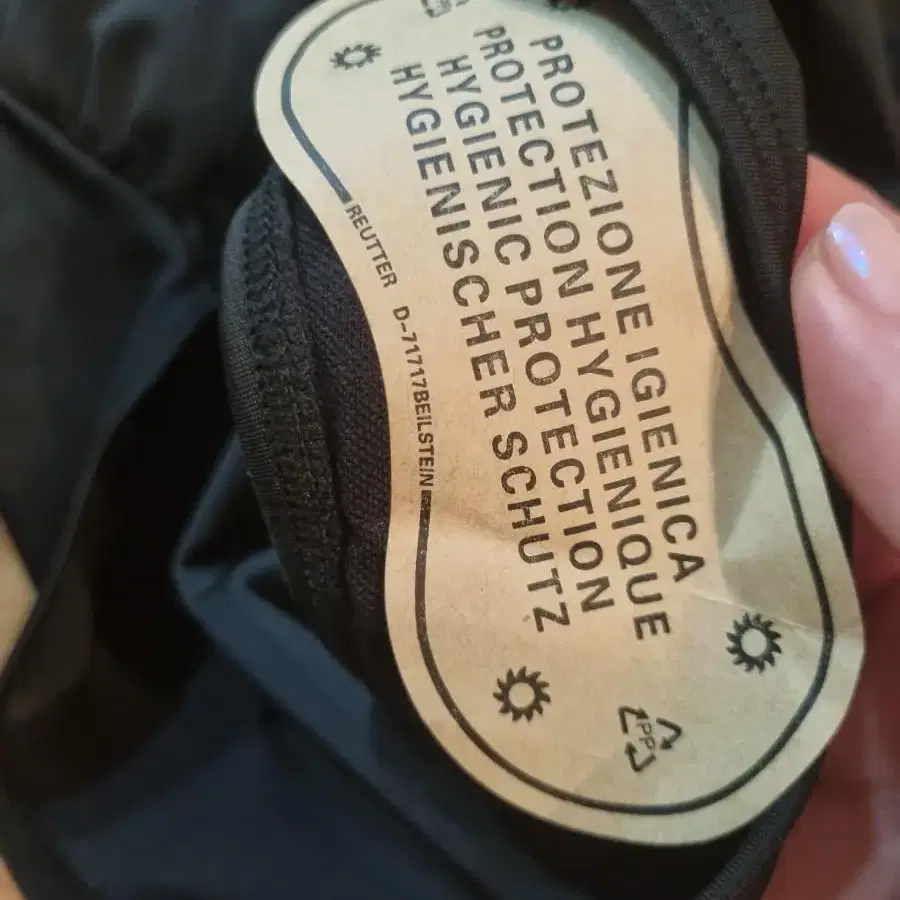 PROTEZIONE IGIENICA
PROTECTION HYGIENIQUE
HYGIENIC PROTECTION
HYGIENISCHER SCHUTZ
REUTTER D-71717BEILSTEIN
PP